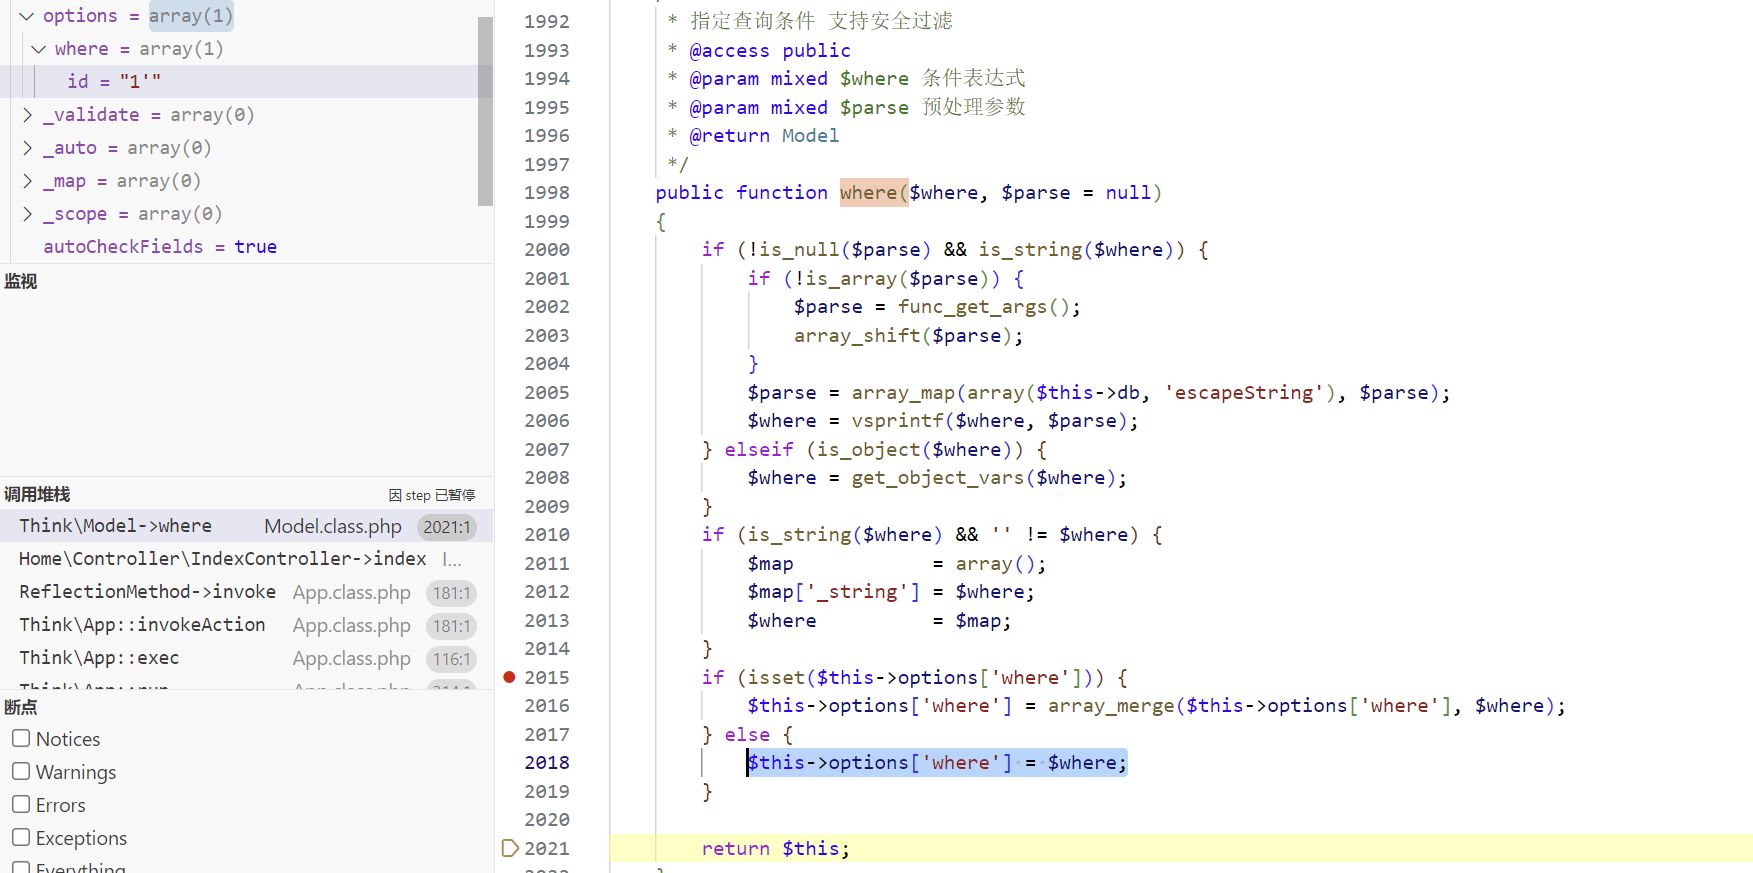 options = array(1)
where = array(1)
id = "1'"
_validate = array(0)
_auto = array(0)
_map = array(0)
_scope = array(0)
autoCheckFields = true
监视
调用堆栈 因 step 已暂停
Think\Model->where Model.class.php 2021:1
Home\Controller\IndexController->index I...
ReflectionMethod->invoke App.class.php 181:1
Think\App::invokeAction App.class.php 181:1
Think\App::exec App.class.php 116:1
断点
Notices
Warnings
Errors
Exceptions
Everything
1992 * 指定查询条件 支持安全过滤
1993 * @access public
1994 * @param mixed $where 条件表达式
1995 * @param mixed $parse 预处理参数
1996 * @return Model
1997 */
1998 public function where($where, $parse = null)
1999 {
2000 if (!is_null($parse) && is_string($where)) {
2001 if (!is_array($parse)) {
2002 $parse = func_get_args();
2003 array_shift($parse);
2004 }
2005 $parse = array_map(array($this->db, 'escapeString'), $parse);
2006 $where = vsprintf($where, $parse);
2007 } elseif (is_object($where)) {
2008 $where = get_object_vars($where);
2009 }
2010 if (is_string($where) && '' != $where) {
2011 $map = array();
2012 $map['_string'] = $where;
2013 $where = $map;
2014 }
2015 if (isset($this->options['where'])) {
2016 $this->options['where'] = array_merge($this->options['where'], $where);
2017 } else {
2018 $this->options['where'] = $where;
2019 }
2020
2021 return $this;